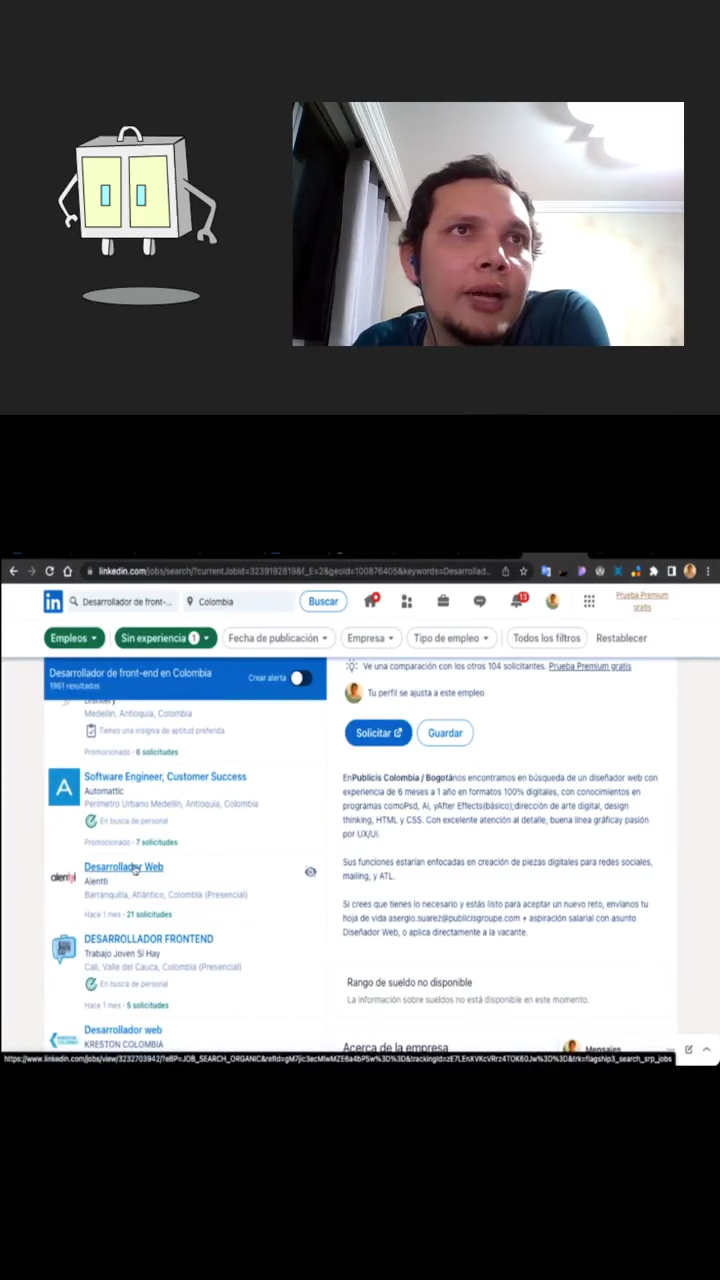 linkedin.com/jobs/search/?currentJobId=3239192819&f_E=2&geoId=100876405&keywords=Desarrollad...
in
Desarrollador de front-...
Colombia
Buscar
13
Prueba Premium
gratis
Empleos
Sin experiencia 1
Fecha de publicación
Empresa
Tipo de empleo
Todos los filtros
Restablecer
Desarrollador de front-end en Colombia
1961 resultados
Crear alerta
Distillery
Medellín, Antioquia, Colombia
Tienes una insignia de aptitud preferida
Promocionado · 6 solicitudes
A
Software Engineer, Customer Success
Automattic
Perímetro Urbano Medellín, Antioquia, Colombia
En busca de personal
Promocionado · 7 solicitudes
Desarrollador Web
Alentti
Barranquilla, Atlántico, Colombia (Presencial)
Hace 1 mes · 21 solicitudes
DESARROLLADOR FRONTEND
Trabajo Joven Sí Hay
Cali, Valle del Cauca, Colombia (Presencial)
En busca de personal
Hace 1 mes · 5 solicitudes
Desarrollador web
KRESTON COLOMBIA
Ve una comparación con los otros 104 solicitantes. Prueba Premium gratis
Tu perfil se ajusta a este empleo
Solicitar
Guardar
EnPublicis Colombia / Bogotános encontramos en búsqueda de un diseñador web con
experiencia de 6 meses a 1 año en formatos 100% digitales, con conocimientos en
programas comoPsd, Ai, yAfter Effects(básico);dirección de arte digital, design
thinking, HTML y CSS. Con excelente atención al detalle, buena línea gráficay pasión
por UX/UI.
Sus funciones estarían enfocadas en creación de piezas digitales para redes sociales,
mailing, y ATL.
Si crees que tienes lo necesario y estás listo para aceptar un nuevo reto, envíanos tu
hoja de vida asergio.suarez@publicisgroupe.com + aspiración salarial con asunto
Diseñador Web, o aplica directamente a la vacante.
Rango de sueldo no disponible
La información sobre sueldos no está disponible en este momento.
Acerca de la empresa
Mensajes